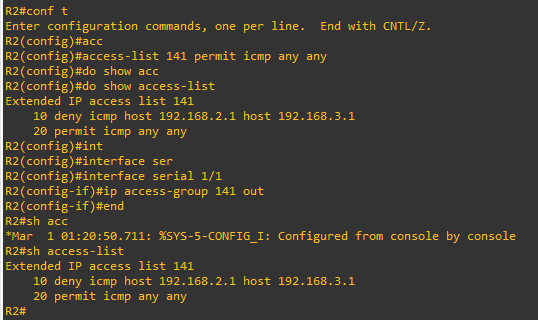 R2#conf t
Enter configuration commands, one per line.  End with CNTL/Z.
R2(config)#acc
R2(config)#access-list 141 permit icmp any any
R2(config)#do show acc
R2(config)#do show access-list
Extended IP access list 141
    10 deny icmp host 192.168.2.1 host 192.168.3.1
    20 permit icmp any any
R2(config)#int
R2(config)#interface ser
R2(config)#interface serial 1/1
R2(config-if)#ip access-group 141 out
R2(config-if)#end
R2#sh acc
*Mar  1 01:20:50.711: %SYS-5-CONFIG_I: Configured from console by console
R2#sh access-list
Extended IP access list 141
    10 deny icmp host 192.168.2.1 host 192.168.3.1
    20 permit icmp any any
R2#